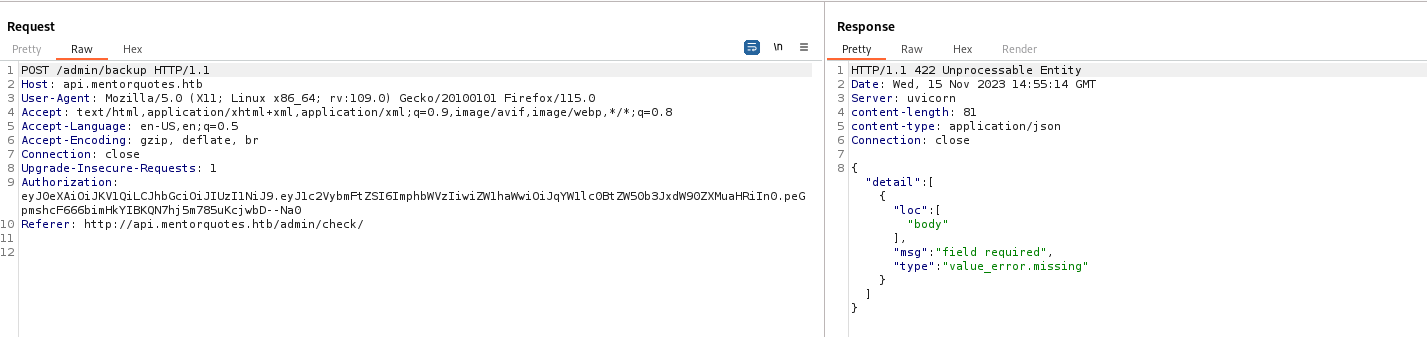 Request
Pretty Raw Hex \n ≡
1 POST /admin/backup HTTP/1.1
2 Host: api.mentorquotes.htb
3 User-Agent: Mozilla/5.0 (X11; Linux x86_64; rv:109.0) Gecko/20100101 Firefox/115.0
4 Accept: text/html,application/xhtml+xml,application/xml;q=0.9,image/avif,image/webp,*/*;q=0.8
5 Accept-Language: en-US,en;q=0.5
6 Accept-Encoding: gzip, deflate, br
7 Connection: close
8 Upgrade-Insecure-Requests: 1
9 Authorization:
eyJ0eXAiOiJKV1QiLCJhbGciOiJIUzI1NiJ9.eyJ1c2VybmFtZSI6ImphbWVzIiwiZW1haWwiOiJqYW1lc0BtZW50b3JxdW90ZXMuaHRiIn0.peG
pmshcF666bimHkYIBKQN7hj5m785uKcjwbD--Na0
10 Referer: http://api.mentorquotes.htb/admin/check/
11
12
Response
Pretty Raw Hex Render
1 HTTP/1.1 422 Unprocessable Entity
2 Date: Wed, 15 Nov 2023 14:55:14 GMT
3 Server: uvicorn
4 content-length: 81
5 content-type: application/json
6 Connection: close
7
8 {
"detail":[
{
"loc":[
"body"
],
"msg":"field required",
"type":"value_error.missing"
}
]
}